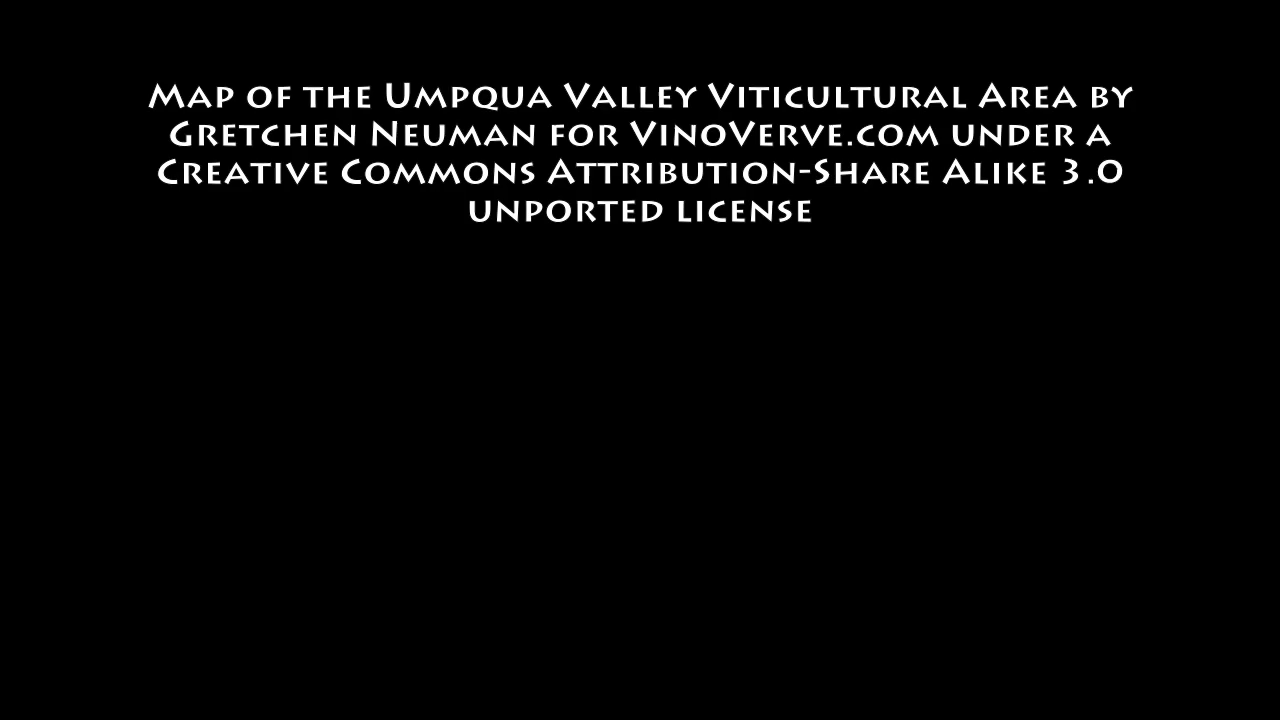 Map of the Umpqua Valley Viticultural Area by
Gretchen Neuman for VinoVerve.com under a
Creative Commons Attribution-Share Alike 3.0
unported license